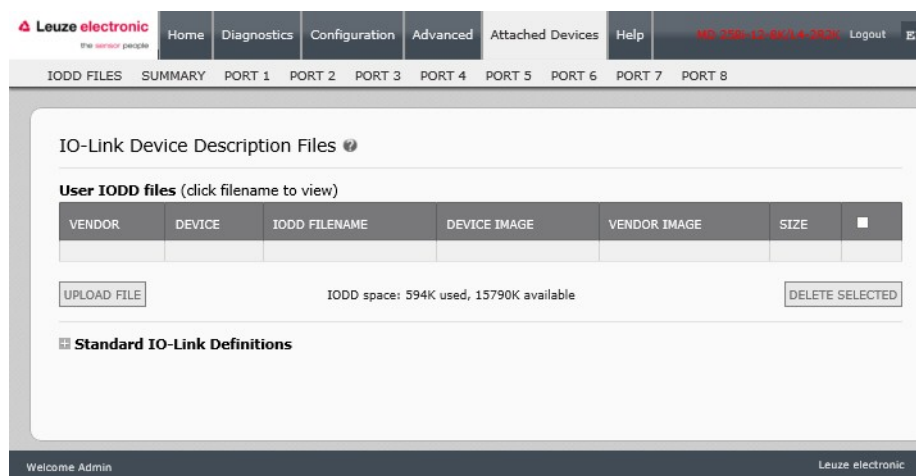 Leuze electronic
the sensor people
Home Diagnostics Configuration Advanced Attached Devices Help Logout E
IODD FILES SUMMARY PORT 1 PORT 2 PORT 3 PORT 4 PORT 5 PORT 6 PORT 7 PORT 8
IO-Link Device Description Files ?
User IODD files (click filename to view)
VENDOR DEVICE IODD FILENAME DEVICE IMAGE VENDOR IMAGE SIZE
UPLOAD FILE IODD space: 594K used, 15790K available DELETE SELECTED
Standard IO-Link Definitions
Welcome Admin Leuze electronic